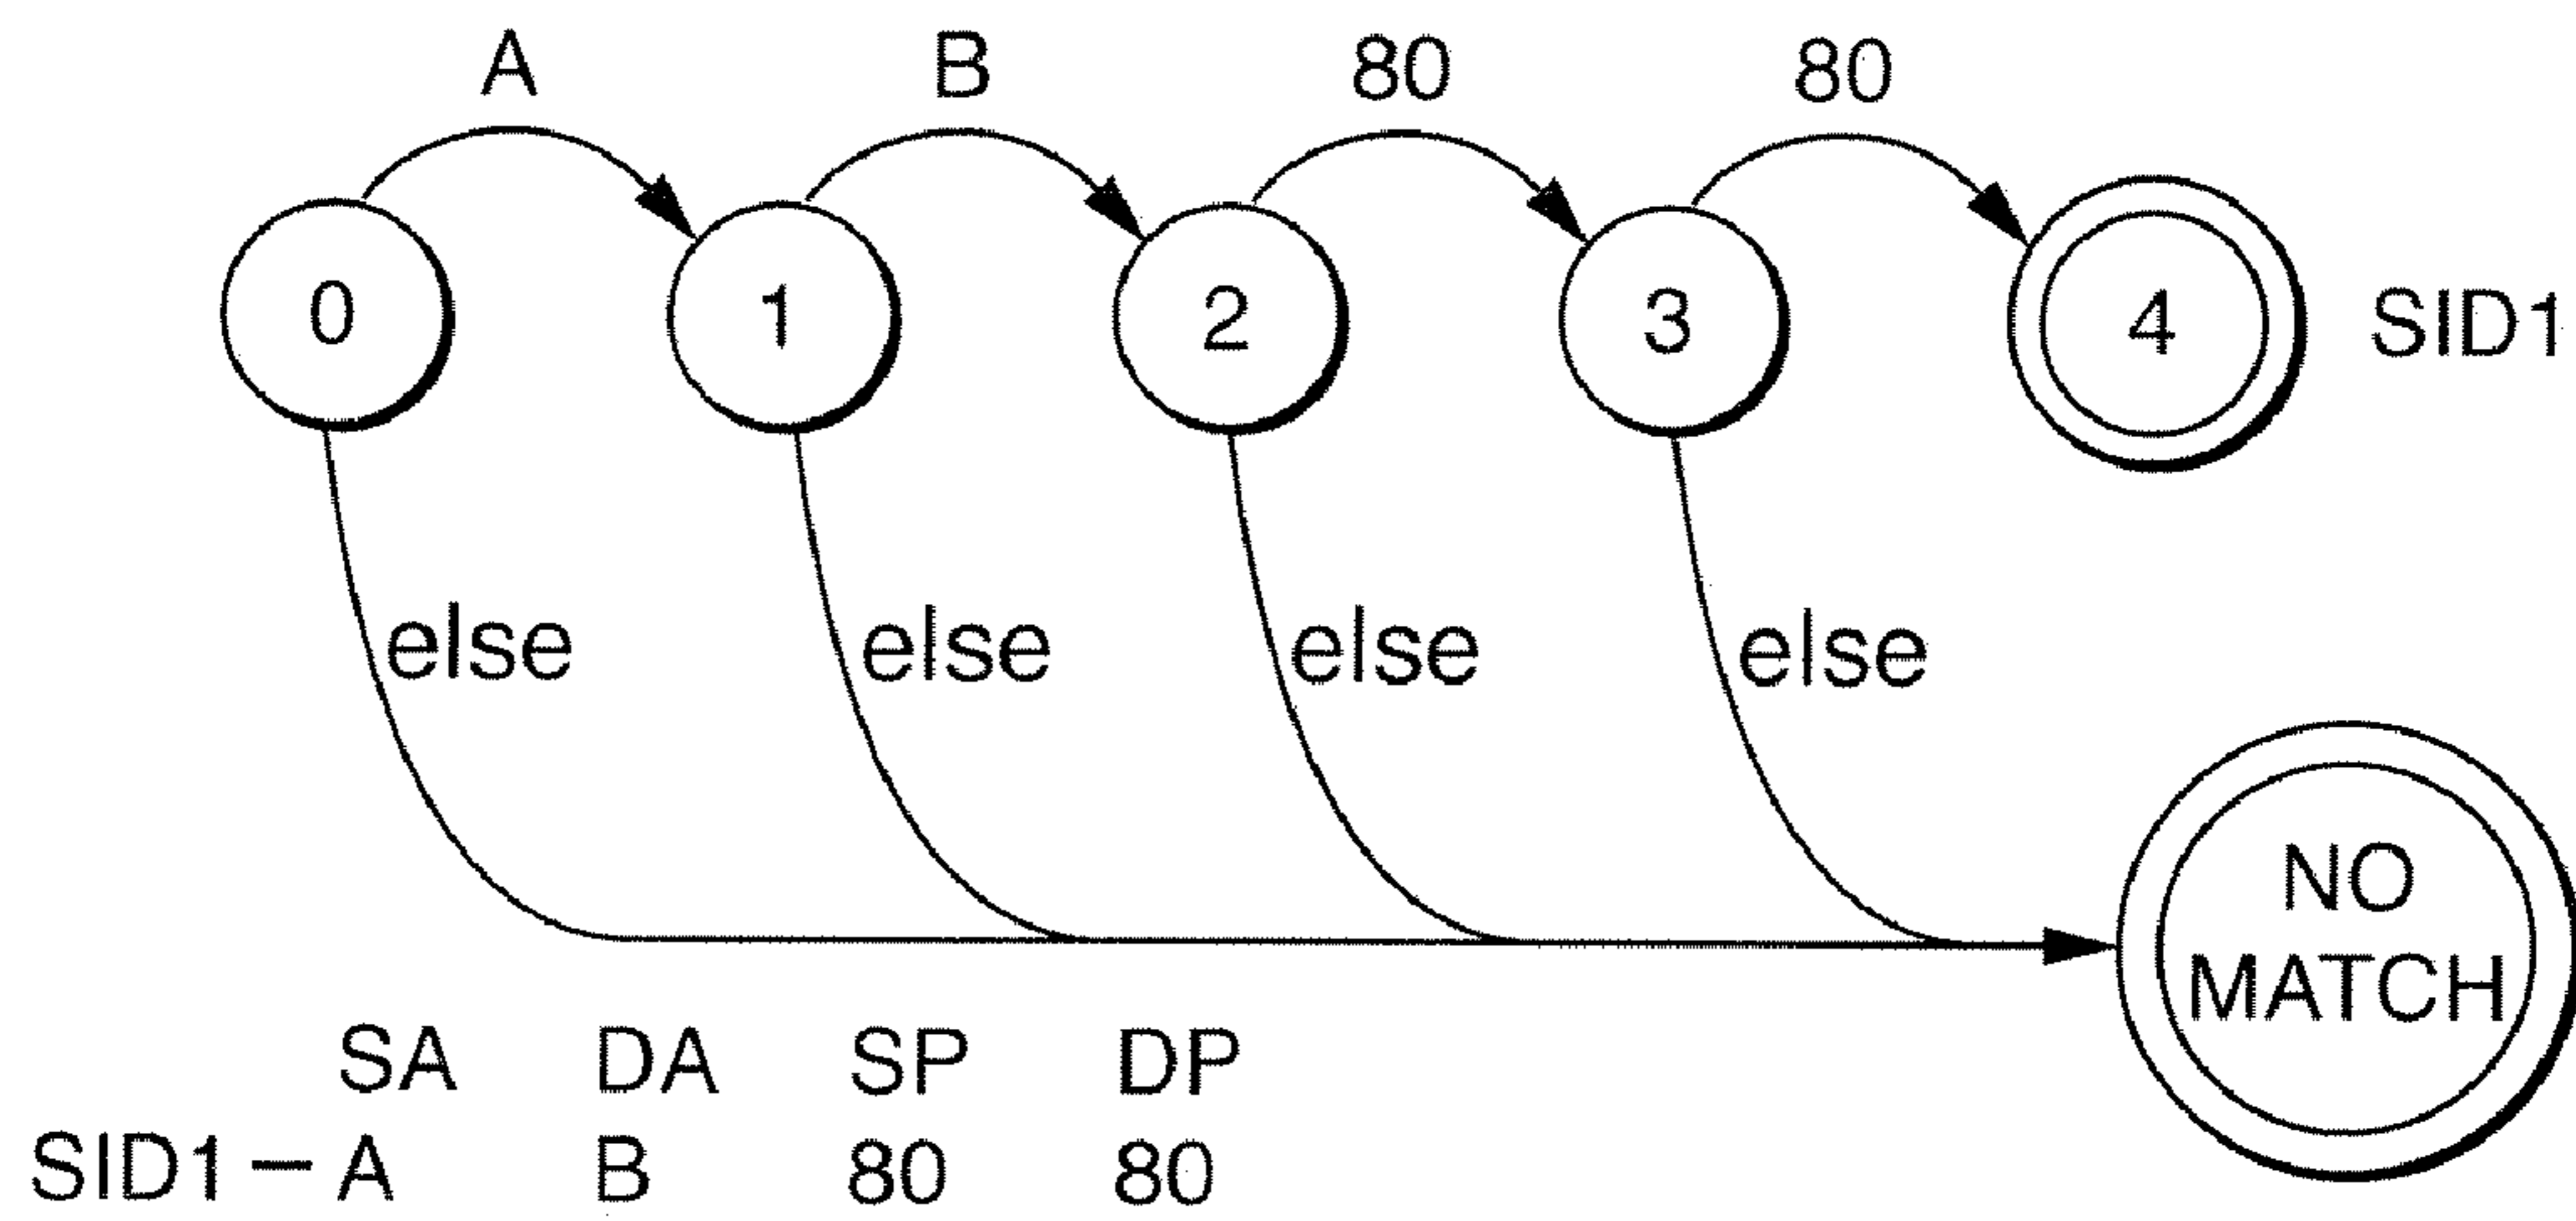 A B 80 80
0 1 2 3 4 SID1
else else else else
NO
MATCH
SA DA SP DP
SID1 – A B 80 80